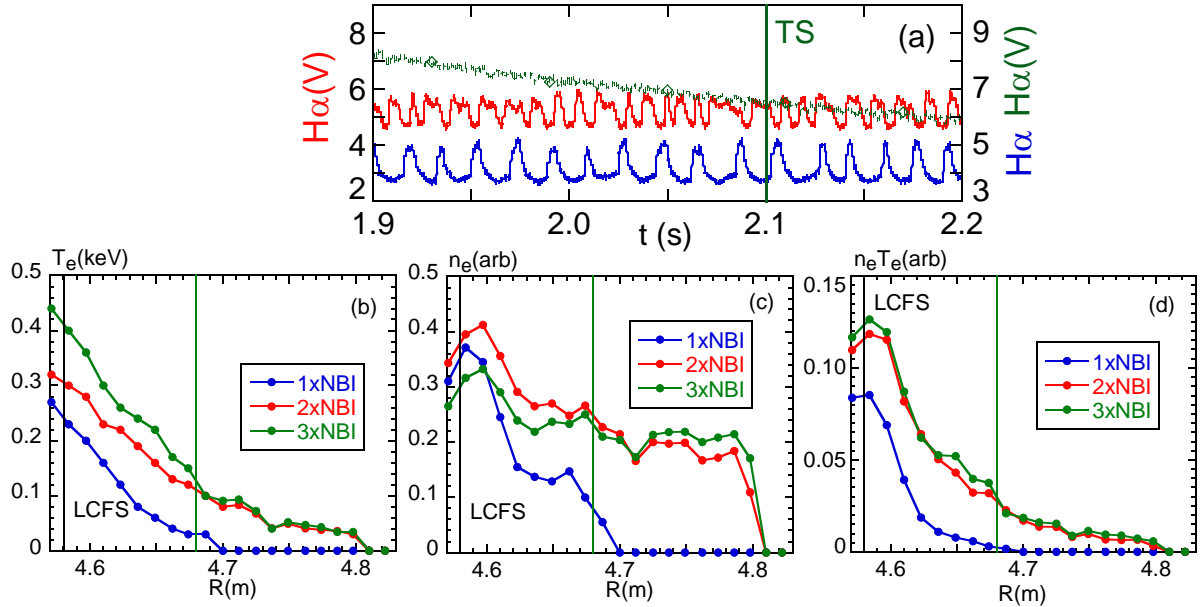 8
6
4
2
Hα(V)
TS
(a)
9
7
5
3
Hα(V)
Hα
1.9
2.0
2.1
2.2
t (s)
T_e(keV)
0.5
0.4
0.3
0.2
0.1
0
(b)
1xNBI
2xNBI
3xNBI
LCFS
4.6
4.7
4.8
R(m)
n_e(arb)
0.5
0.4
0.3
0.2
0.1
0.0
(c)
1xNBI
2xNBI
3xNBI
LCFS
4.6
4.7
4.8
R(m)
n_eT_e(arb)
0.15
0.10
0.05
0
LCFS
(d)
1xNBI
2xNBI
3xNBI
4.6
4.7
4.8
R(m)